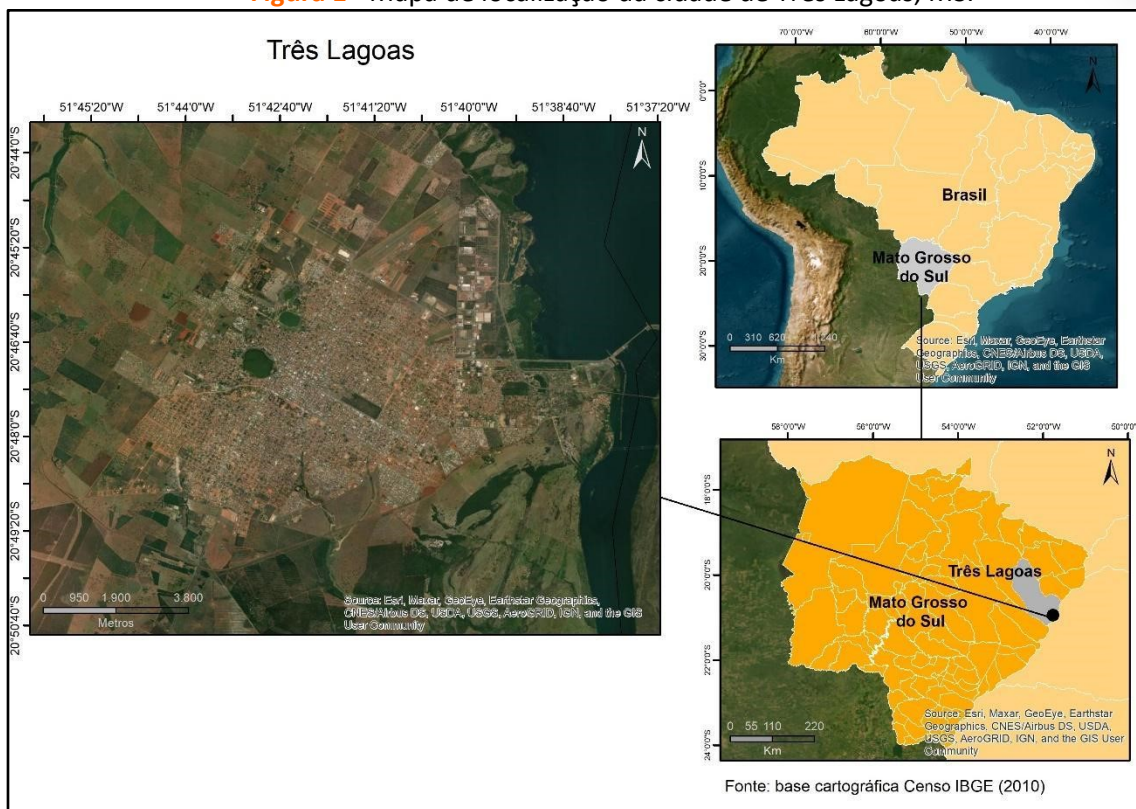 Figura 1 - Mapa de localização da cidade de Três Lagoas, MS.
Três Lagoas
51°45'20"W 51°44'0"W 51°42'40"W 51°41'20"W 51°40'0"W 51°38'40"W 51°37'20"W
20°44'0"S
20°45'20"S
20°46'40"S
20°48'0"S
20°49'20"S
20°50'40"S
N
0 950 1.900 3.800
Metros
Source: Esri, Maxar, GeoEye, Earthstar Geographics,
CNES/Airbus DS, USDA, USGS, AeroGRID, IGN, and the GIS
User Community
70°0'0"W 60°0'0"W 50°0'0"W 40°0'0"W
0°0'0"
10°0'0"S
20°0'0"S
30°0'0"S
N
Brasil
Mato Grosso
do Sul
0 310 620 1.240
Km
Source: Esri, Maxar, GeoEye, Earthstar
Geographics, CNES/Airbus DS, USDA,
USGS, AeroGRID, IGN, and the GIS
User Community
58°0'0"W 56°0'0"W 54°0'0"W 52°0'0"W 50°0'0"W
18°0'0"S
20°0'0"S
22°0'0"S
24°0'0"S
N
Três Lagoas
Mato Grosso
do Sul
0 55 110 220
Km
Source: Esri, Maxar, GeoEye, Earthstar
Geographics, CNES/Airbus DS, USDA,
USGS, AeroGRID, IGN, and the GIS User
Community
Fonte: base cartográfica Censo IBGE (2010)